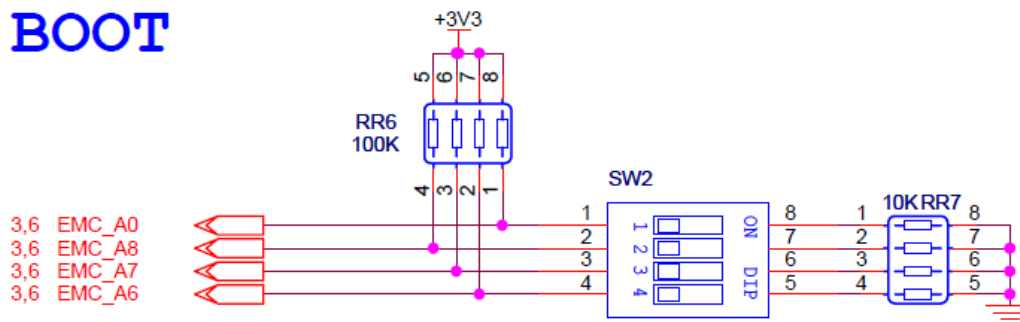 BOOT
+3V3
5 6 7 8
RR6
100K
4 3 2 1
SW2
3,6 EMC_A0 1 1 ON 8 1 10K RR7 8
3,6 EMC_A8 2 2 7 2 7
3,6 EMC_A7 3 3 6 3 6
3,6 EMC_A6 4 4 DIP 5 4 5